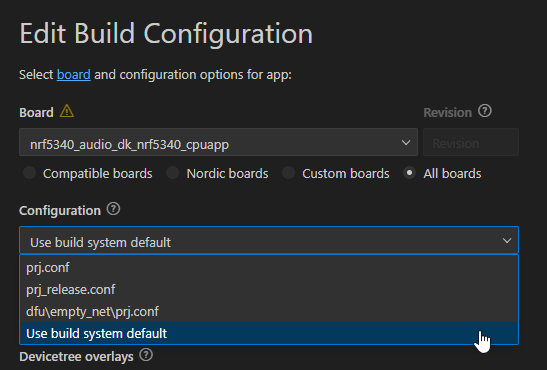 Edit Build Configuration
Select board and configuration options for app:
Board Revision
nrf5340_audio_dk_nrf5340_cpuapp Revision
Compatible boards Nordic boards Custom boards All boards
Configuration
Use build system default
prj.conf
prj_release.conf
dfu\empty_net\prj.conf
Use build system default
Devicetree overlays